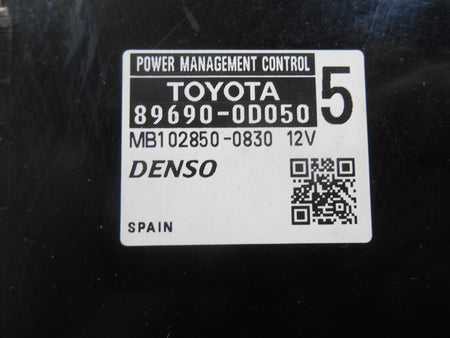 POWER MANAGEMENT CONTROL
TOYOTA
89690-0D050 5
MB102850-0830 12V
DENSO
SPAIN